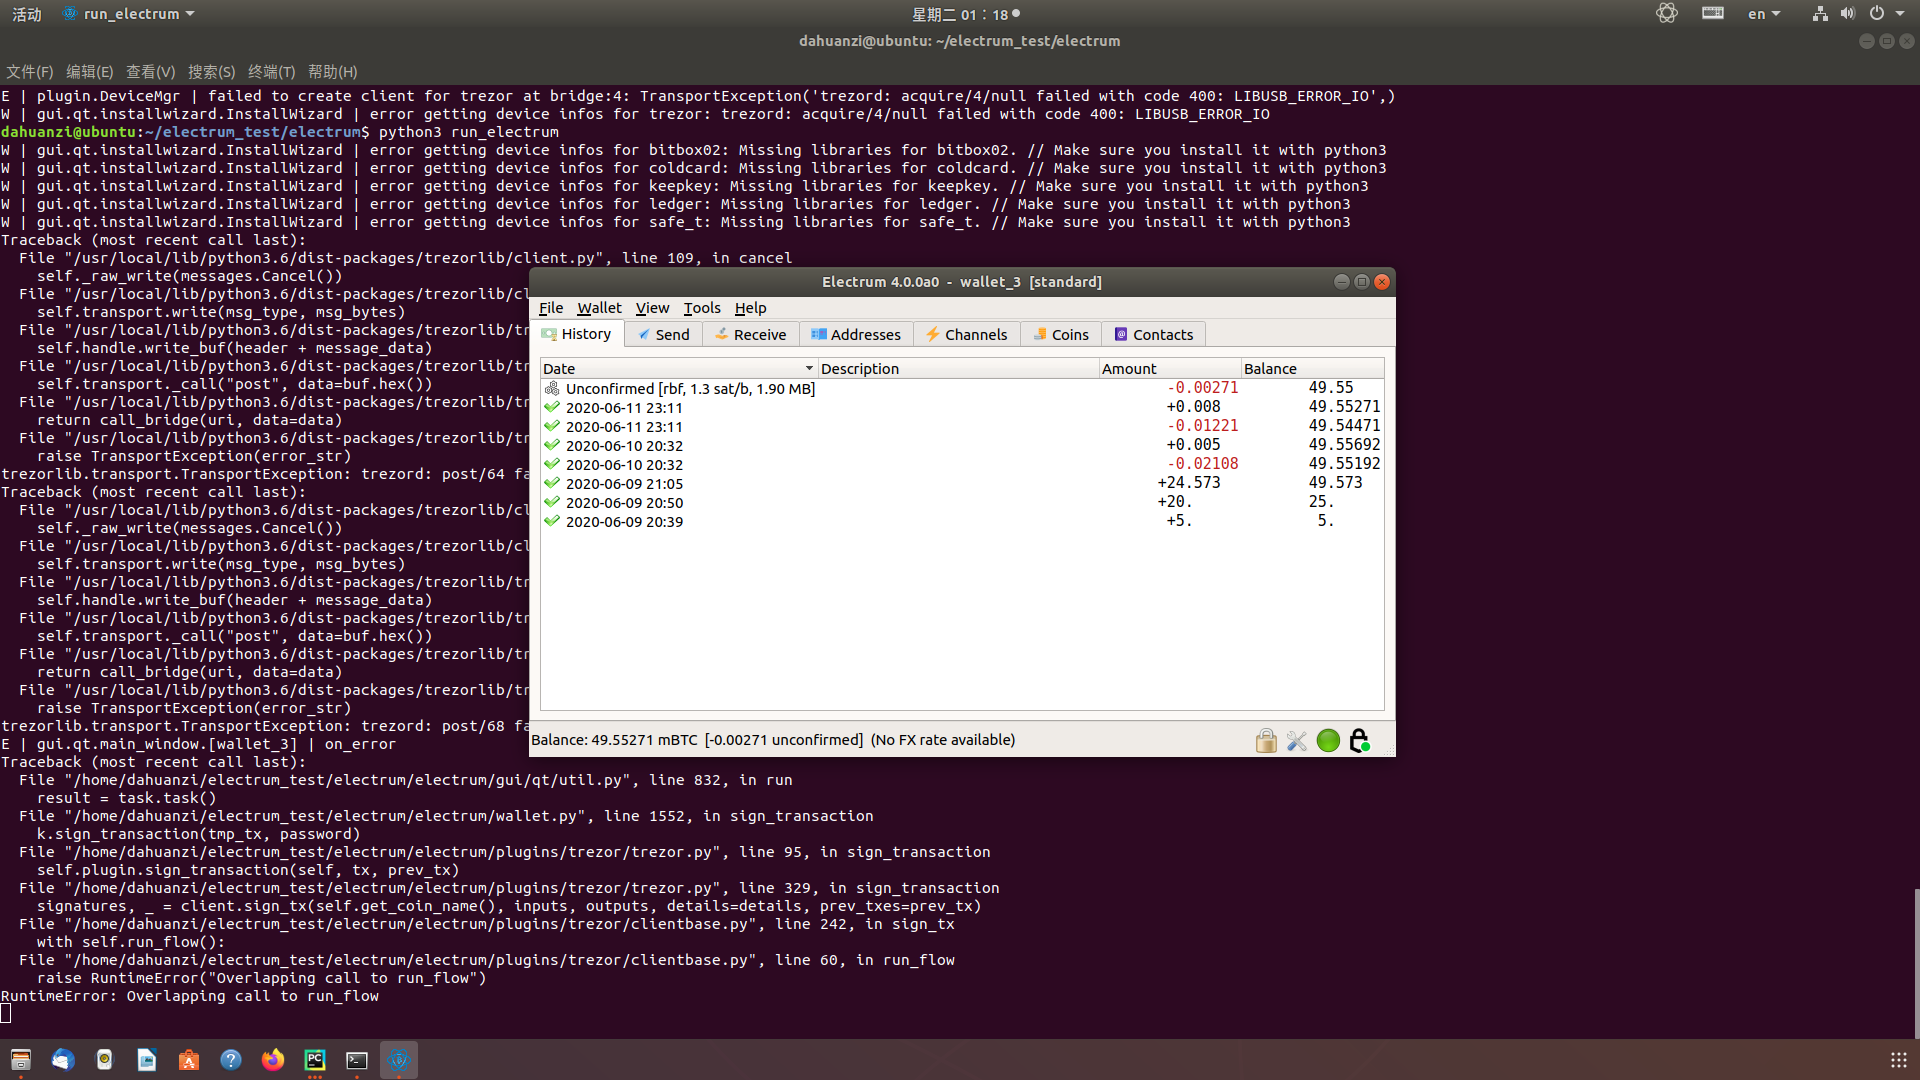 活动 run_electrum 星期二 01：18 en
dahuanzi@ubuntu: ~/electrum_test/electrum
文件(F) 编辑(E) 查看(V) 搜索(S) 终端(T) 帮助(H)
E | plugin.DeviceMgr | failed to create client for trezor at bridge:4: TransportException('trezord: acquire/4/null failed with code 400: LIBUSB_ERROR_IO',)
W | gui.qt.installwizard.InstallWizard | error getting device infos for trezor: trezord: acquire/4/null failed with code 400: LIBUSB_ERROR_IO
dahuanzi@ubuntu:~/electrum_test/electrum$ python3 run_electrum
W | gui.qt.installwizard.InstallWizard | error getting device infos for bitbox02: Missing libraries for bitbox02. // Make sure you install it with python3
W | gui.qt.installwizard.InstallWizard | error getting device infos for coldcard: Missing libraries for coldcard. // Make sure you install it with python3
W | gui.qt.installwizard.InstallWizard | error getting device infos for keepkey: Missing libraries for keepkey. // Make sure you install it with python3
W | gui.qt.installwizard.InstallWizard | error getting device infos for ledger: Missing libraries for ledger. // Make sure you install it with python3
W | gui.qt.installwizard.InstallWizard | error getting device infos for safe_t: Missing libraries for safe_t. // Make sure you install it with python3
Traceback (most recent call last):
File "/usr/local/lib/python3.6/dist-packages/trezorlib/client.py", line 109, in cancel
self._raw_write(messages.Cancel())
File "/usr/local/lib/python3.6/dist-packages/trezorlib/cl
self.transport.write(msg_type, msg_bytes)
File "/usr/local/lib/python3.6/dist-packages/trezorlib/tr
self.handle.write_buf(header + message_data)
File "/usr/local/lib/python3.6/dist-packages/trezorlib/tr
self.transport._call("post", data=buf.hex())
File "/usr/local/lib/python3.6/dist-packages/trezorlib/tr
return call_bridge(uri, data=data)
File "/usr/local/lib/python3.6/dist-packages/trezorlib/tr
raise TransportException(error_str)
trezorlib.transport.TransportException: trezord: post/64 fa
Traceback (most recent call last):
File "/usr/local/lib/python3.6/dist-packages/trezorlib/cl
self._raw_write(messages.Cancel())
File "/usr/local/lib/python3.6/dist-packages/trezorlib/cl
self.transport.write(msg_type, msg_bytes)
File "/usr/local/lib/python3.6/dist-packages/trezorlib/tr
self.handle.write_buf(header + message_data)
File "/usr/local/lib/python3.6/dist-packages/trezorlib/tr
self.transport._call("post", data=buf.hex())
File "/usr/local/lib/python3.6/dist-packages/trezorlib/tr
return call_bridge(uri, data=data)
File "/usr/local/lib/python3.6/dist-packages/trezorlib/tr
raise TransportException(error_str)
trezorlib.transport.TransportException: trezord: post/68 fa
E | gui.qt.main_window.[wallet_3] | on_error
Traceback (most recent call last):
File "/home/dahuanzi/electrum_test/electrum/electrum/gui/qt/util.py", line 832, in run
result = task.task()
File "/home/dahuanzi/electrum_test/electrum/electrum/wallet.py", line 1552, in sign_transaction
k.sign_transaction(tmp_tx, password)
File "/home/dahuanzi/electrum_test/electrum/electrum/plugins/trezor/trezor.py", line 95, in sign_transaction
self.plugin.sign_transaction(self, tx, prev_tx)
File "/home/dahuanzi/electrum_test/electrum/electrum/plugins/trezor/trezor.py", line 329, in sign_transaction
signatures, _ = client.sign_tx(self.get_coin_name(), inputs, outputs, details=details, prev_txes=prev_tx)
File "/home/dahuanzi/electrum_test/electrum/electrum/plugins/trezor/clientbase.py", line 242, in sign_tx
with self.run_flow():
File "/home/dahuanzi/electrum_test/electrum/electrum/plugins/trezor/clientbase.py", line 60, in run_flow
raise RuntimeError("Overlapping call to run_flow")
RuntimeError: Overlapping call to run_flow
Electrum 4.0.0a0 - wallet_3 [standard]
File Wallet View Tools Help
History Send Receive Addresses Channels Coins Contacts
Date Description Amount Balance
Unconfirmed [rbf, 1.3 sat/b, 1.90 MB] -0.00271 49.55
2020-06-11 23:11 +0.008 49.55271
2020-06-11 23:11 -0.01221 49.54471
2020-06-10 20:32 +0.005 49.55692
2020-06-10 20:32 -0.02108 49.55192
2020-06-09 21:05 +24.573 49.573
2020-06-09 20:50 +20. 25.
2020-06-09 20:39 +5. 5.
Balance: 49.55271 mBTC [-0.00271 unconfirmed] (No FX rate available)
PC